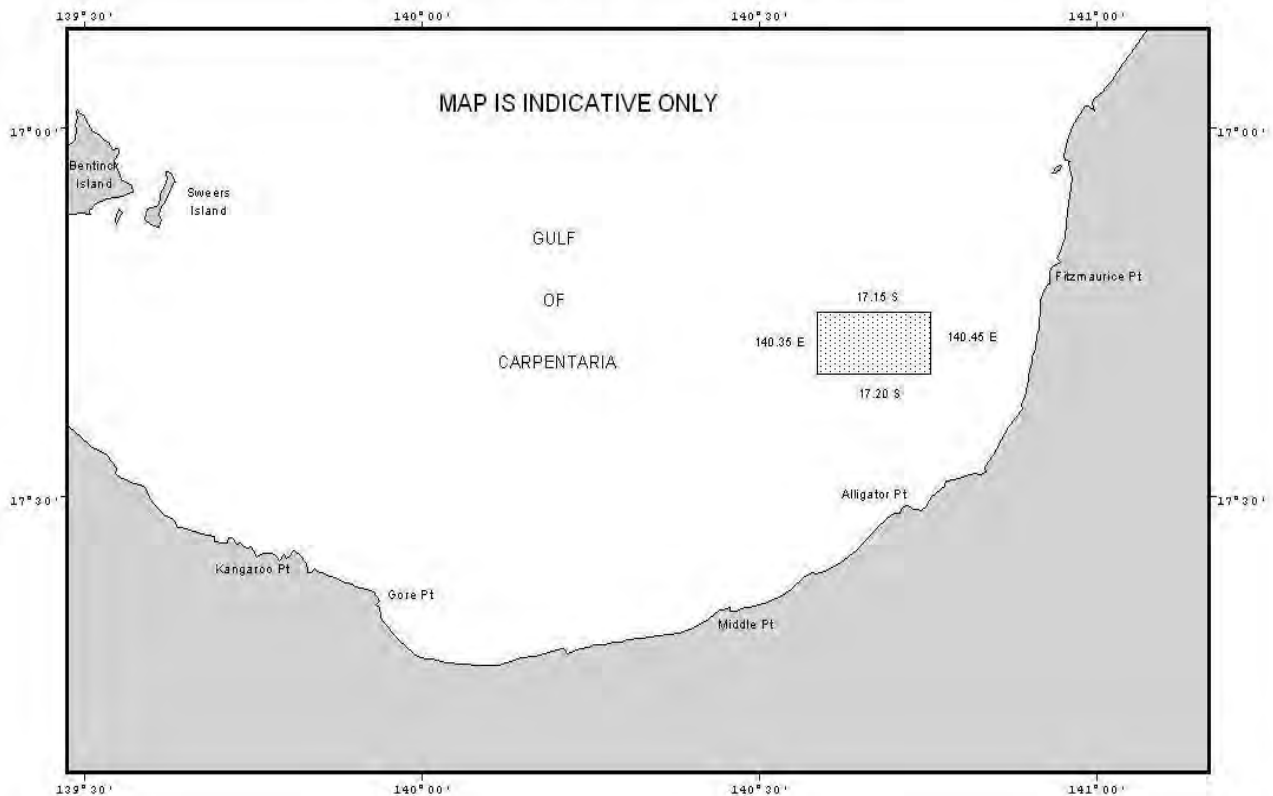 139°30' 140°00' 140°30' 141°00'
MAP IS INDICATIVE ONLY
17°00' 17°00'
Bentinck
Island
Sweers
Island
GULF
OF
CARPENTARIA
Fitzmaurice Pt
17.15 S
140.35 E 140.45 E
17.20 S
Alligator Pt
17°30' 17°30'
Kangaroo Pt
Gore Pt
Middle Pt
139°30' 140°00' 140°30' 141°00'